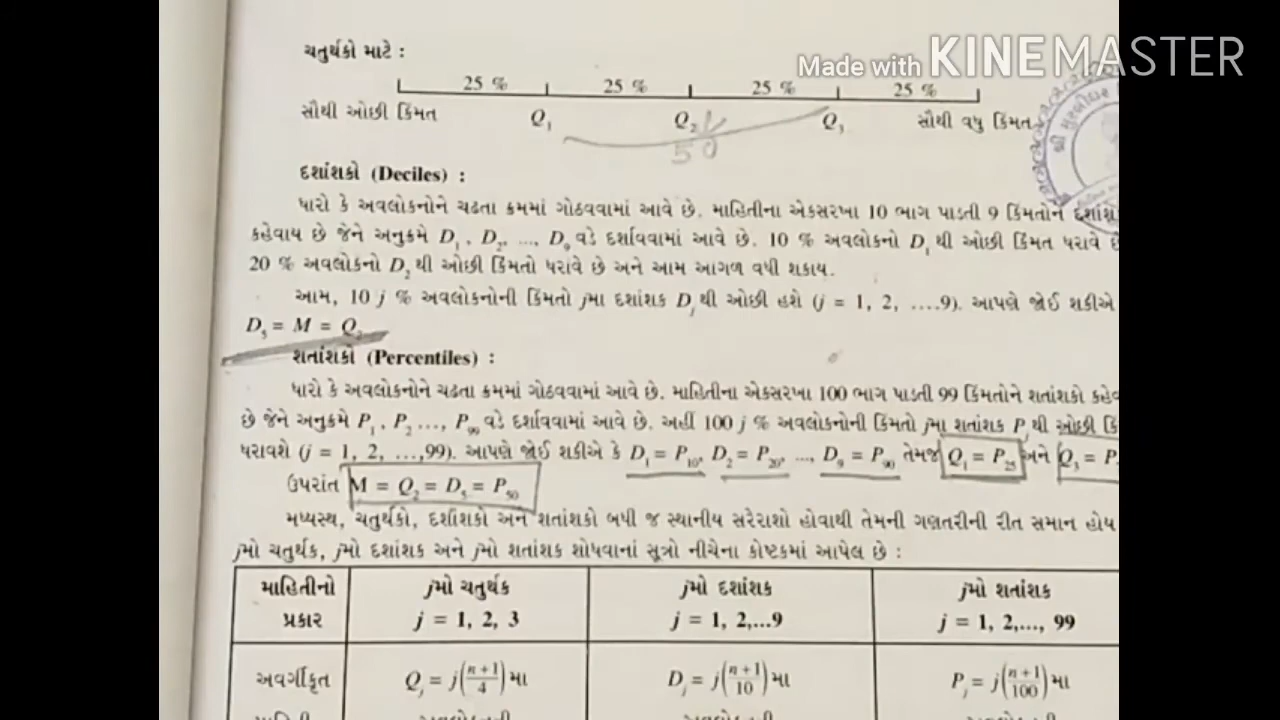 Made with KINEMASTER
ચતુર્થકો માટે :
25 % 25 % 25 % 25 %
સૌથી ઓછી કિંમત Q1 Q2 Q3 સૌથી વધુ કિંમત
50
દશાંશકો (Deciles) :
ધારો કે અવલોકનોને ચઢતા ક્રમમાં ગોઠવવામાં આવે છે. માહિતીના એકસરખા 10 ભાગ પાડતી 9 કિંમતોને
કહેવાય છે જેને અનુક્રમે D1, D2, ..., D9 વડે દર્શાવવામાં આવે છે. 10 % અવલોકનો D1 થી ઓછી કિંમત ધરાવે
20 % અવલોકનો D2 થી ઓછી કિંમતો ધરાવે છે અને આમ આગળ વધી શકાય.
આમ, 10 j % અવલોકનોની કિંમતો jમા દશાંશક Dj થી ઓછી હશે (j = 1, 2, ....9). આપણે જોઈ શકીએ
D5 = M = Q2
શતાંશકો (Percentiles) :
ધારો કે અવલોકનોને ચઢતા ક્રમમાં ગોઠવવામાં આવે છે. માહિતીના એકસરખા 100 ભાગ પાડતી 99 કિંમતોને શતાંશકો
છે જેને અનુક્રમે P1, P2 ..., P99 વડે દર્શાવવામાં આવે છે. અહીં 100 j % અવલોકનોની કિંમતો jમા શતાંશક Pj થી ઓછી
ધરાવશે (j = 1, 2, ...,99). આપણે જોઈ શકીએ કે D1 = P10, D2 = P20, ..., D9 = P90 તેમજ Q1 = P25 અને Q3 = P
ઉપરાંત M = Q2 = D5 = P50
મધ્યસ્થ, ચતુર્થકો, દશાંશકો અને શતાંશકો બધી જ સ્થાનીય સરેરાશો હોવાથી તેમની ગણતરીની રીત સમાન હોય
jમો ચતુર્થક, jમો દશાંશક અને jમો શતાંશક શોધવાનાં સૂત્રો નીચેના કોષ્ટકમાં આપેલ છે :
માહિતીનો jમો ચતુર્થક jમો દશાંશક jમો શતાંશક
પ્રકાર j = 1, 2, 3 j = 1, 2,...9 j = 1, 2,..., 99
અવર્ગીકૃત Qj = j(n+1/4)મા Dj = j(n+1/10)મા Pj = j(n+1/100)મા